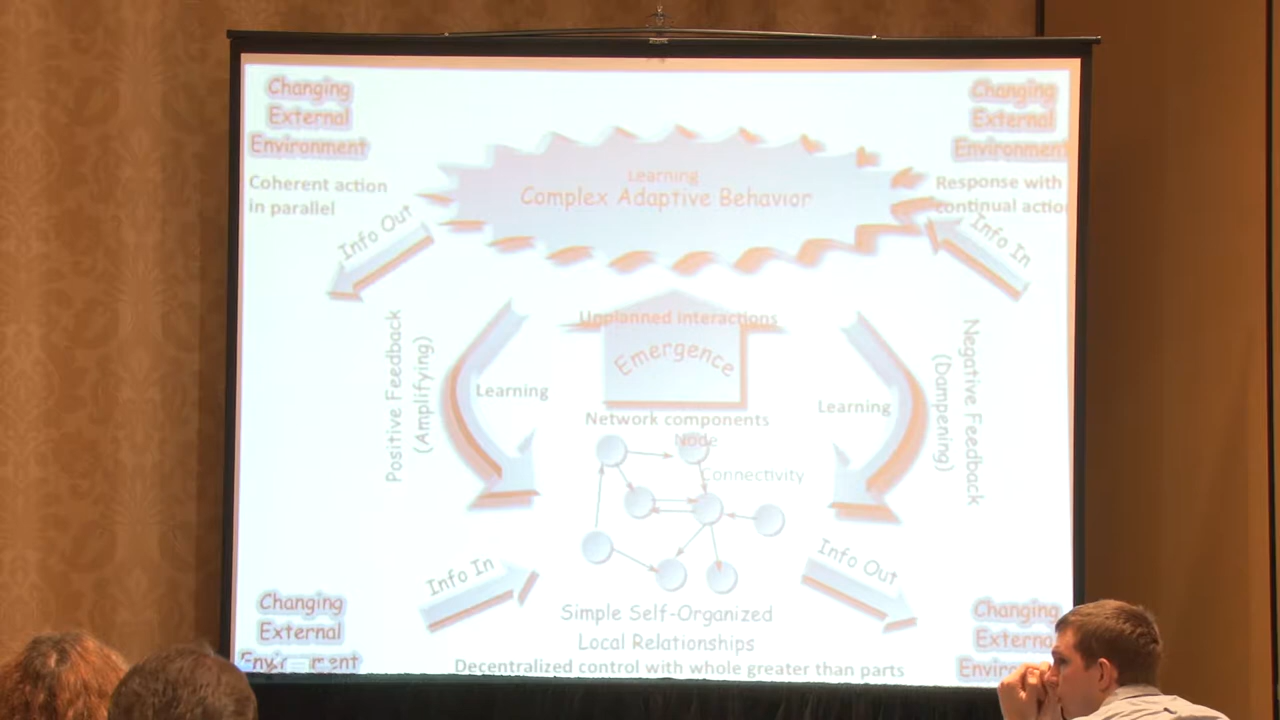 Changing
External
Environment
Coherent action
in parallel
Info Out
Learning
Complex Adaptive Behavior
Changing
External
Environment
Response with
continual action
Info In
Positive Feedback
(Amplifying)
Learning
Unplanned interactions
Emergence
Learning
Negative Feedback
(Dampening)
Network components
Node
Connectivity
Info In
Info Out
Simple Self-Organized
Local Relationships
Decentralized control with whole greater than parts
Changing
External
Environment
Changing
External